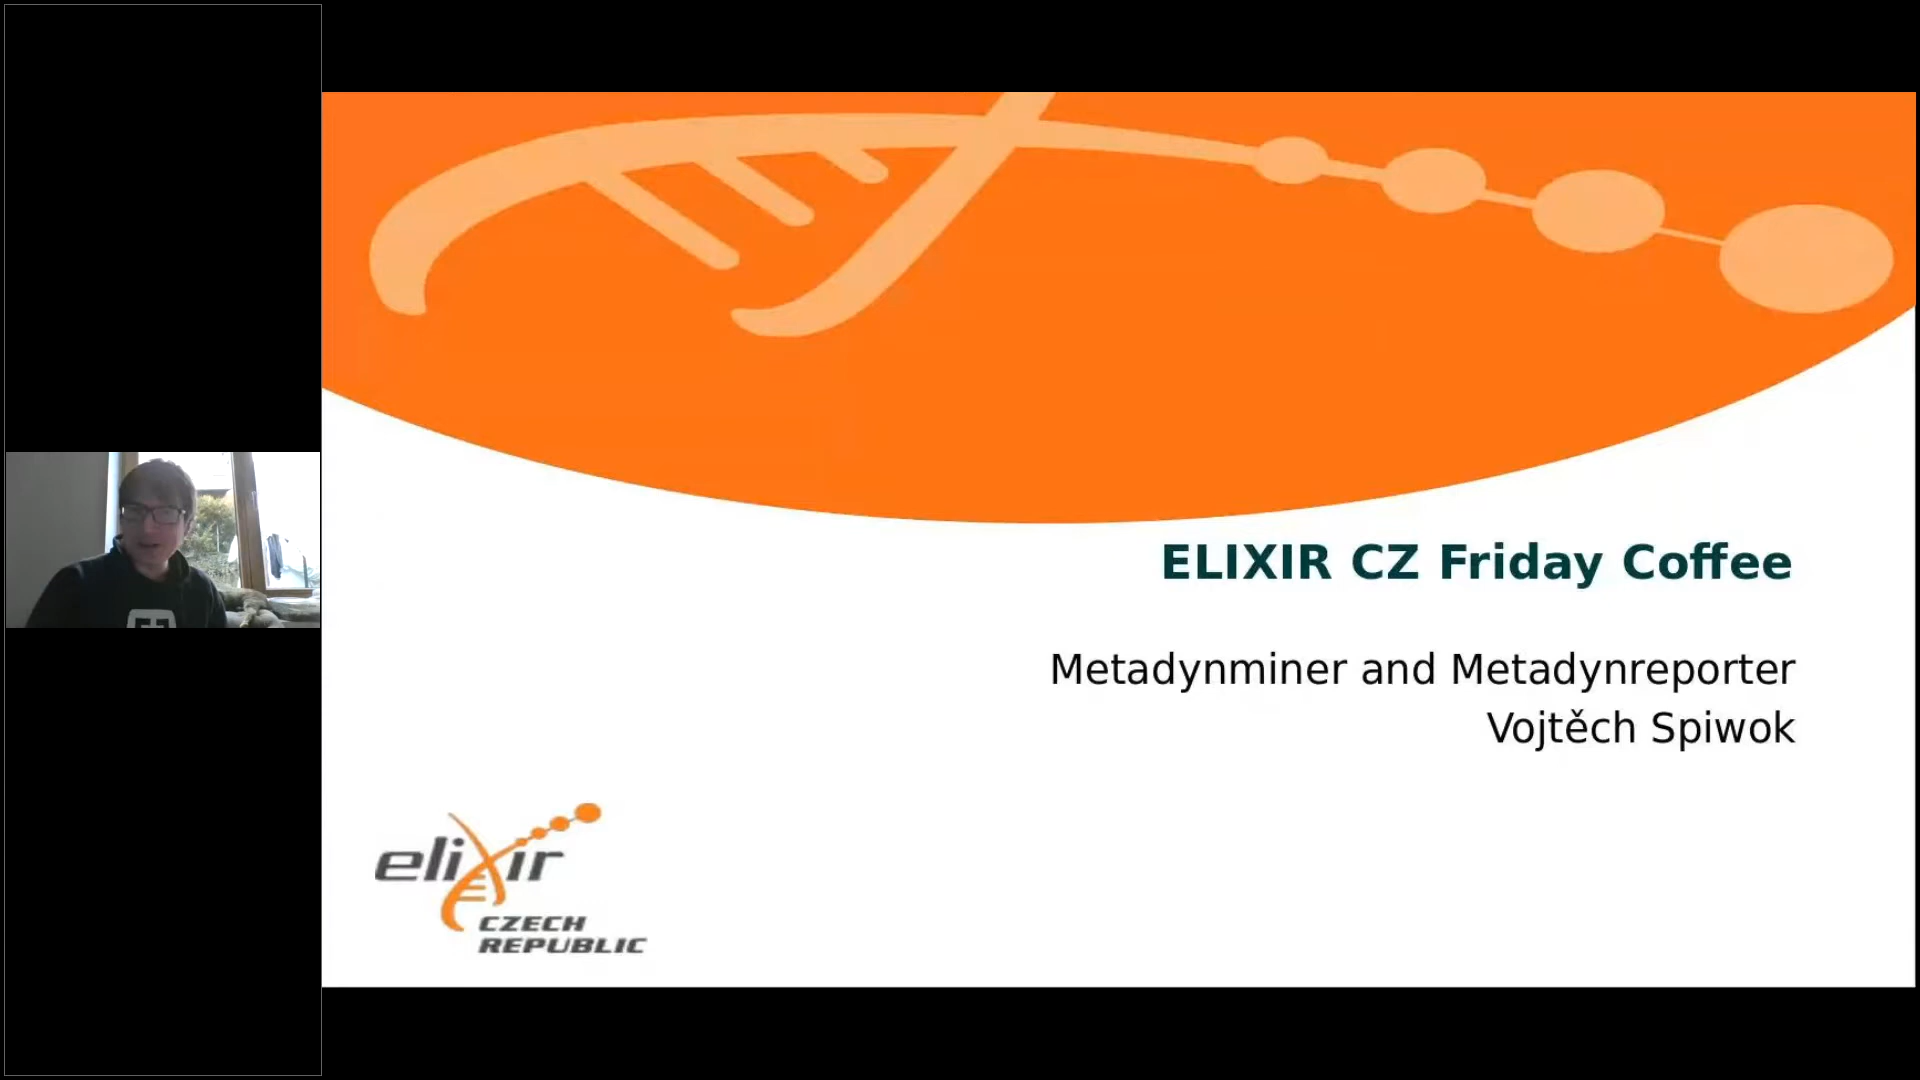 ELIXIR CZ Friday Coffee
Metadynminer and Metadynreporter
Vojtěch Spiwok
elixir
CZECH
REPUBLIC